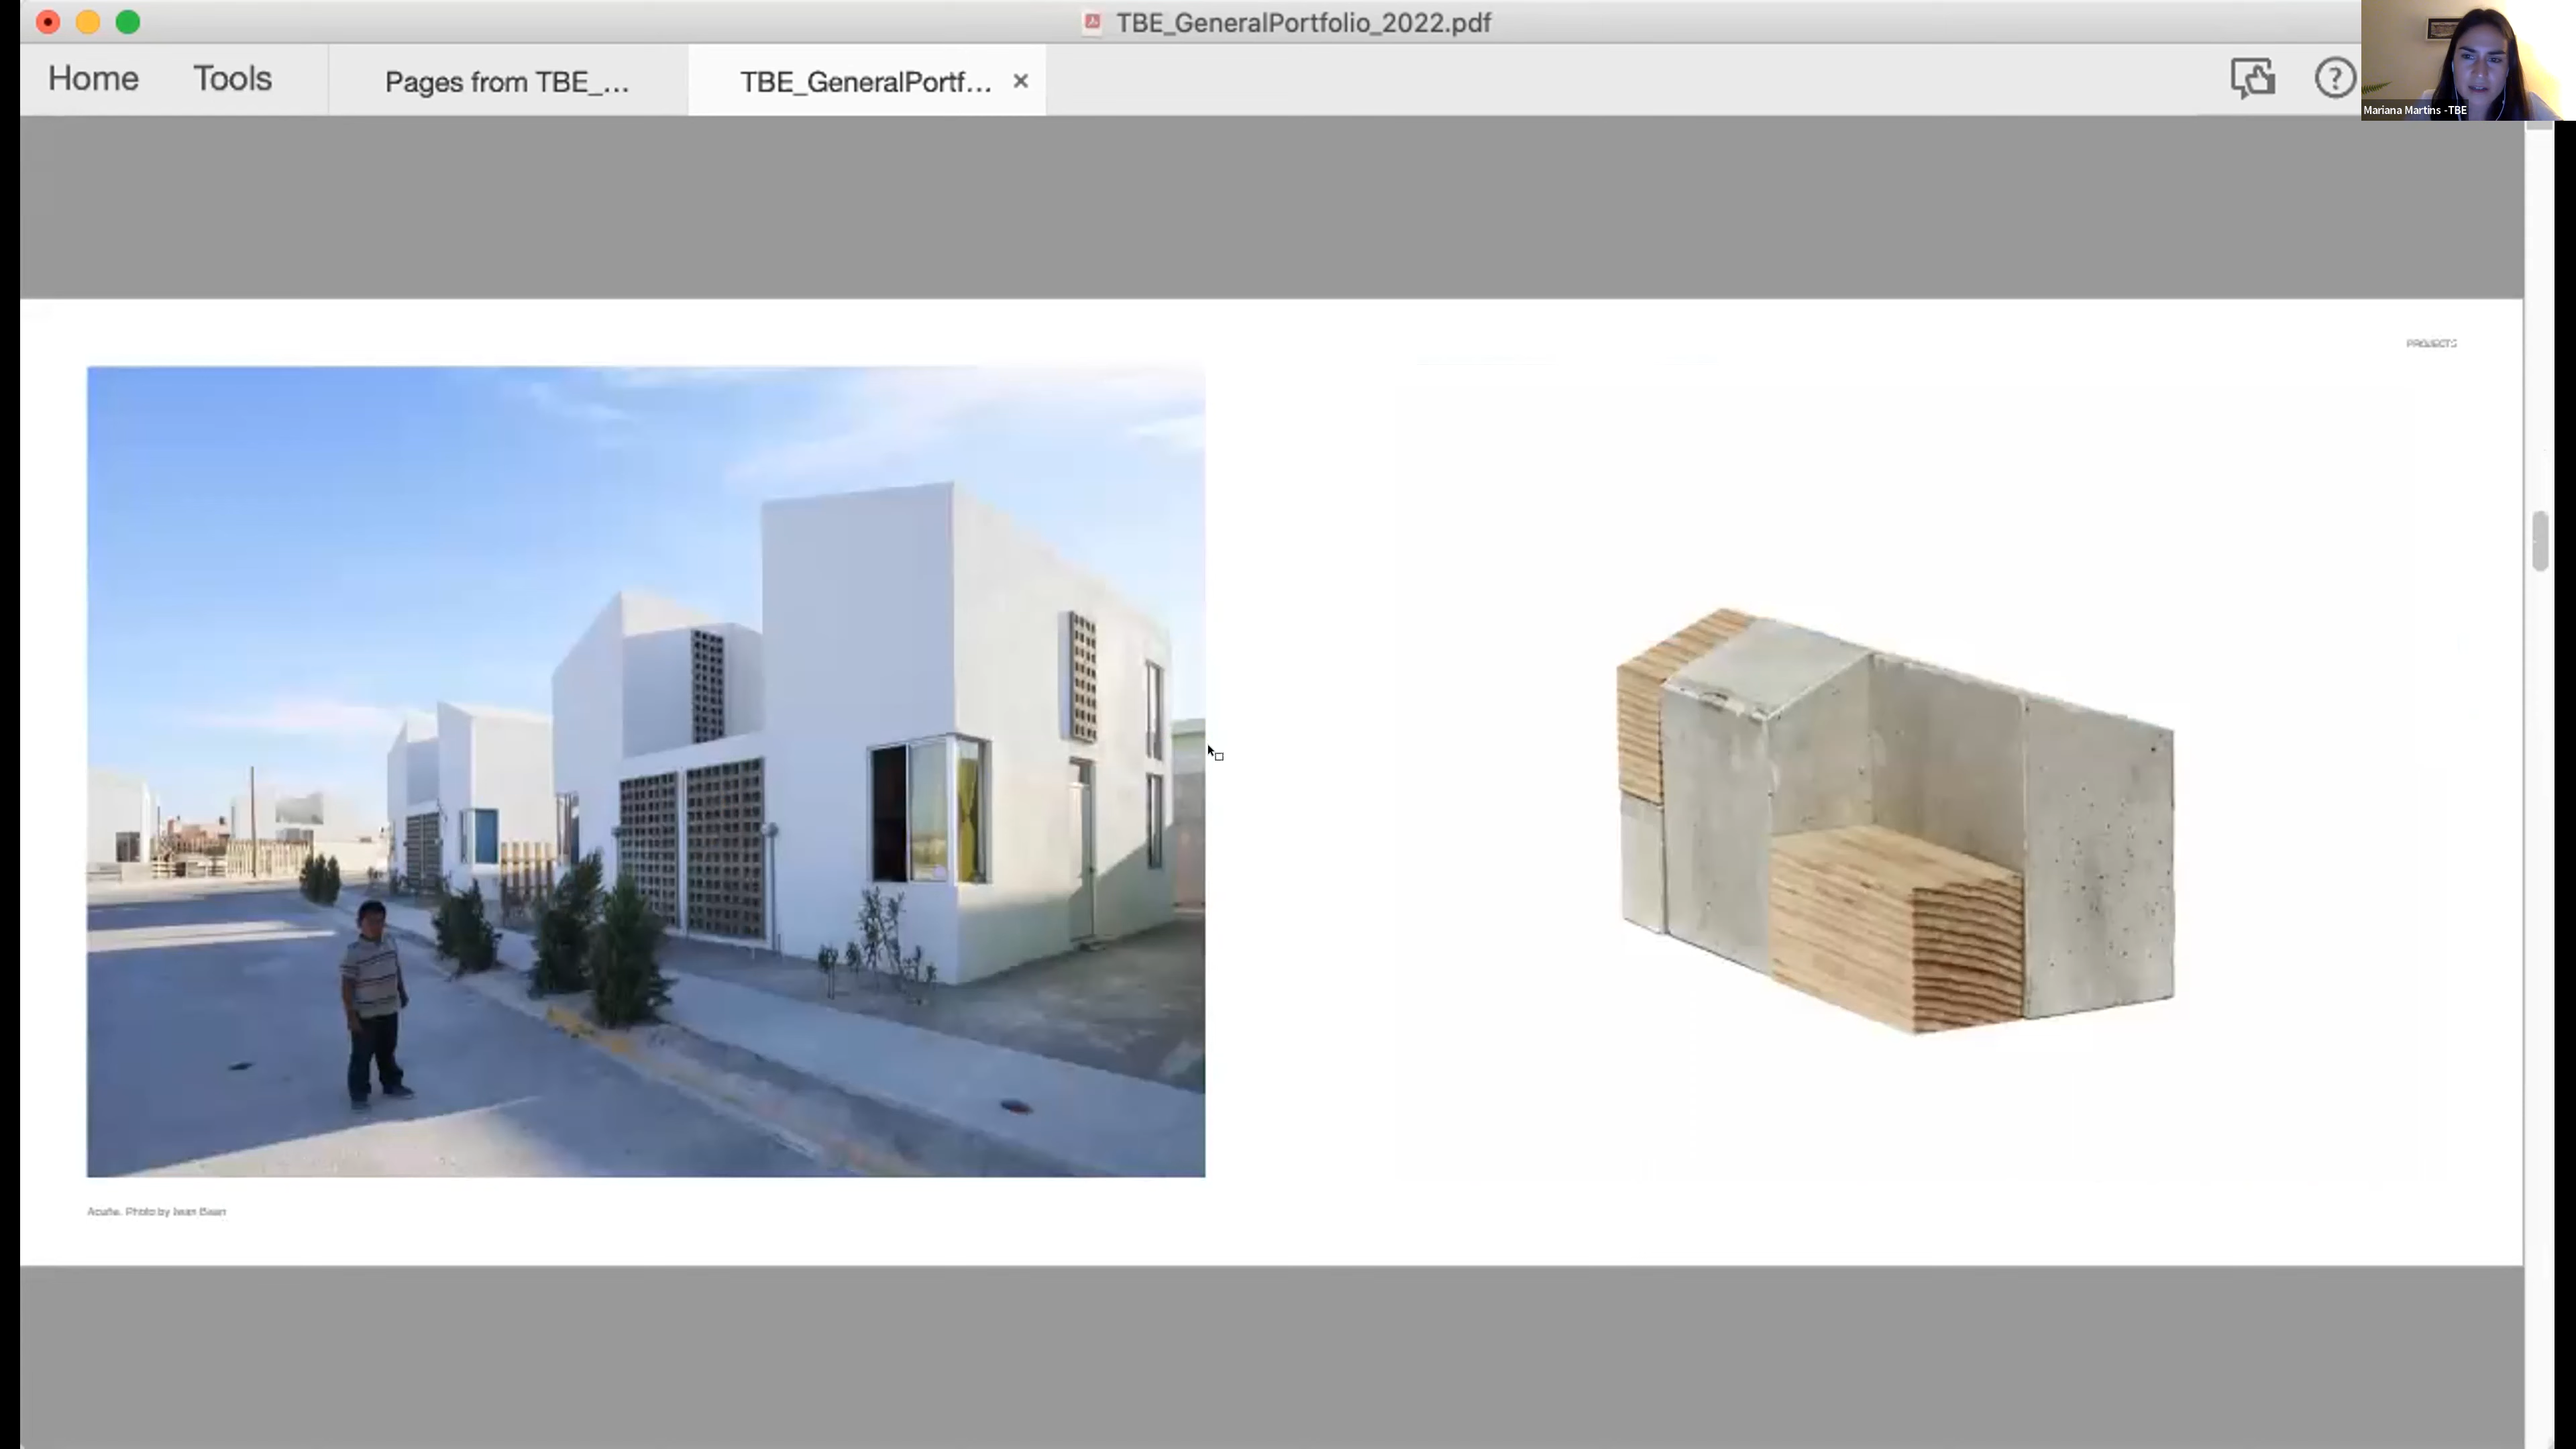 TBE_GeneralPortfolio_2022.pdf
Home
Tools
Pages from TBE_...
TBE_GeneralPortf...
Mariana Martins -TBE
PROJECTS
Acuña. Photo by Iwan Baan